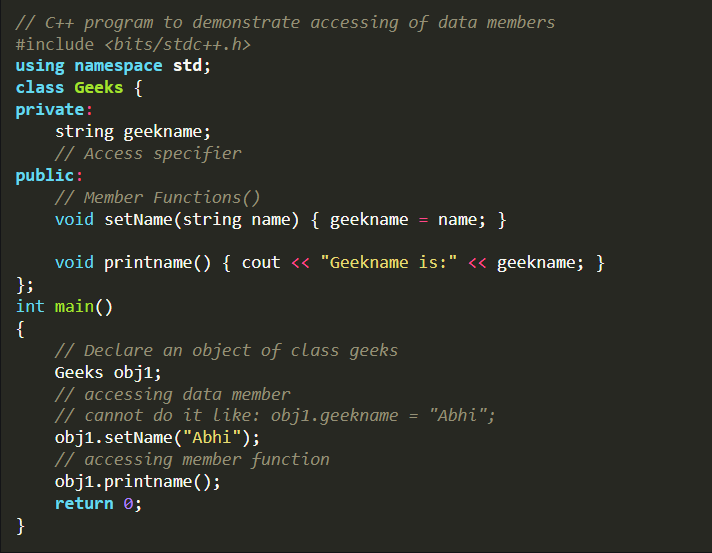 // C++ program to demonstrate accessing of data members
#include <bits/stdc++.h>
using namespace std;
class Geeks {
private:
    string geekname;
    // Access specifier
public:
    // Member Functions()
    void setName(string name) { geekname = name; }

    void printname() { cout << "Geekname is:" << geekname; }
};
int main()
{
    // Declare an object of class geeks
    Geeks obj1;
    // accessing data member
    // cannot do it like: obj1.geekname = "Abhi";
    obj1.setName("Abhi");
    // accessing member function
    obj1.printname();
    return 0;
}